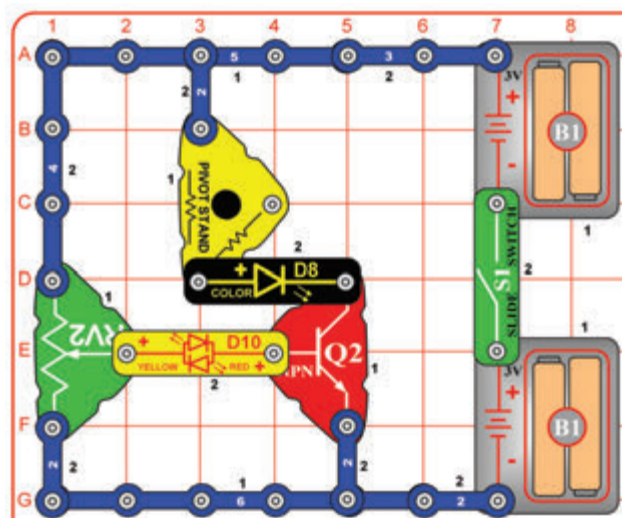 1 2 3 4 5 6 7 8
A 5 3 3V
1 2
2 2 + B1
B -
4 2 1 PIVOT STAND
C 1
2
D + D8
COLOR
1 RV2 S1 SLIDE SWITCH 2
+ D10 Q2
E YELLOW RED + NPN 1 1
2 3V
+ B1
F -
2 2 2 2
1 2
G 6 2